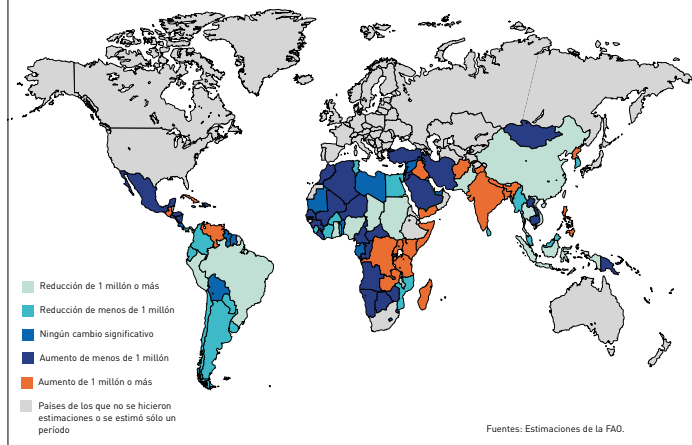 Reducción de 1 millón o más
Reducción de menos de 1 millón
Ningún cambio significativo
Aumento de menos de 1 millón
Aumento de 1 millón o más
Países de los que no se hicieron
estimaciones o se estimó sólo un
período
Fuentes: Estimaciones de la FAO.